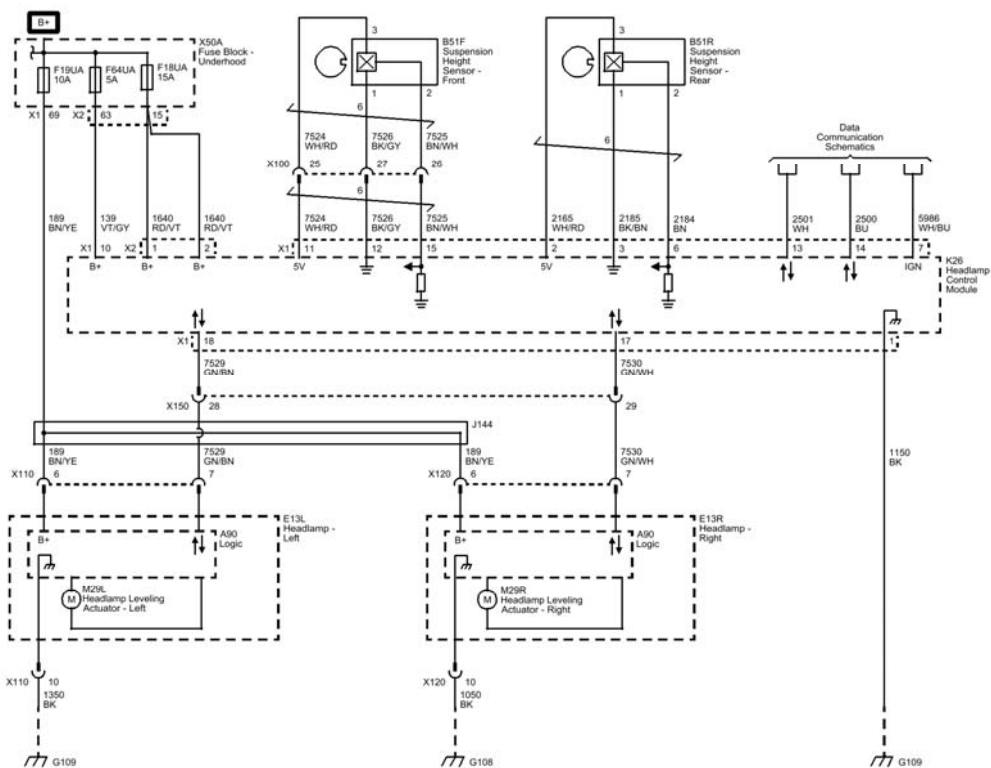 B+
X50A
Fuse Block -
Underhood
F19UA
10A
F64UA
5A
F18UA
15A
X1 69 X2 63 15
3
B51F
Suspension
Height
Sensor -
Front
1 2
6
7524
WH/RD
7526
BK/GY
7525
BN/WH
X100 25 27 26
6
3
B51R
Suspension
Height
Sensor -
Rear
1 2
6
Data
Communication
Schematics
189
BN/YE
139
VT/GY
1640
RD/VT
1640
RD/VT
7524
WH/RD
7526
BK/GY
7525
BN/WH
2165
WH/RD
2185
BK/BN
2184
BN
2501
WH
2500
BU
5986
WH/BU
X1 10 X2 1 2 X1 11 12 15 2 3 6 13 14 7
B+ B+ B+ 5V 5V IGN
K26
Headlamp
Control
Module
X1 18 17 1
7529
GN/BN
7530
GN/WH
X150 28 29
J144
189
BN/YE
7529
GN/BN
189
BN/YE
7530
GN/WH
1150
BK
X110 6 7 X120 6 7
E13L
Headlamp -
Left
B+
A90
Logic
M
M29L
Headlamp Leveling
Actuator - Left
E13R
Headlamp -
Right
B+
A90
Logic
M
M29R
Headlamp Leveling
Actuator - Right
X110 10 X120 10
1350
BK
1050
BK
G109 G108 G109